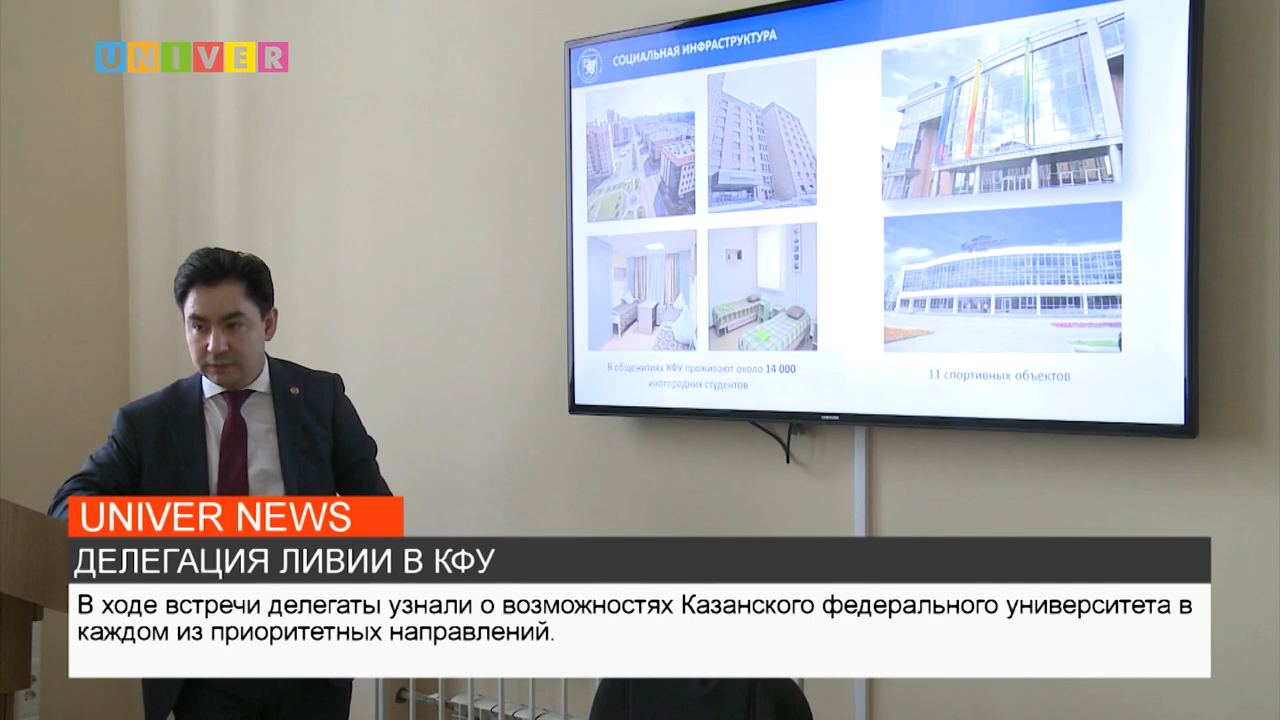 UNIVER
СОЦИАЛЬНАЯ ИНФРАСТРУКТУРА
В общежитиях КФУ проживают около 14 000
иногородних студентов
11 спортивных объектов
SAMSUNG
UNIVER NEWS
ДЕЛЕГАЦИЯ ЛИВИИ В КФУ
В ходе встречи делегаты узнали о возможностях Казанского федерального университета в
каждом из приоритетных направлений.